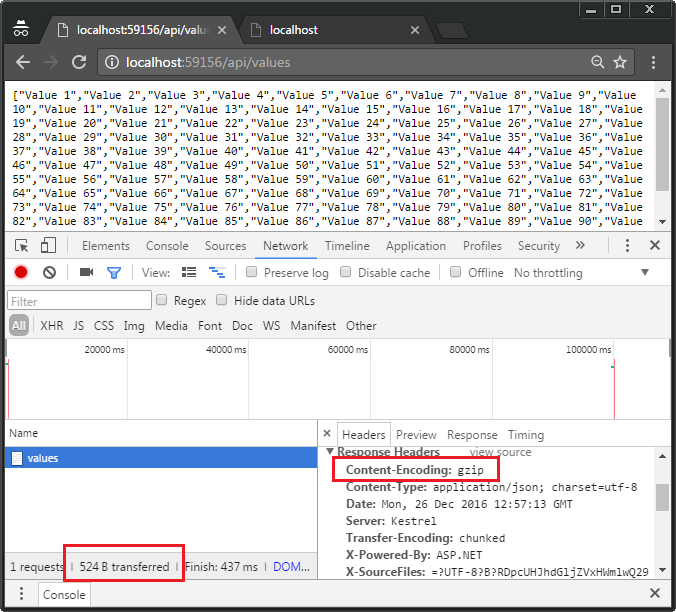 localhost:59156/api/valu
localhost
localhost:59156/api/values
["Value 1","Value 2","Value 3","Value 4","Value 5","Value 6","Value 7","Value 8","Value 9","Value
10","Value 11","Value 12","Value 13","Value 14","Value 15","Value 16","Value 17","Value 18","Value
19","Value 20","Value 21","Value 22","Value 23","Value 24","Value 25","Value 26","Value 27","Value
28","Value 29","Value 30","Value 31","Value 32","Value 33","Value 34","Value 35","Value 36","Value
37","Value 38","Value 39","Value 40","Value 41","Value 42","Value 43","Value 44","Value 45","Value
46","Value 47","Value 48","Value 49","Value 50","Value 51","Value 52","Value 53","Value 54","Value
55","Value 56","Value 57","Value 58","Value 59","Value 60","Value 61","Value 62","Value 63","Value
64","Value 65","Value 66","Value 67","Value 68","Value 69","Value 70","Value 71","Value 72","Value
73","Value 74","Value 75","Value 76","Value 77","Value 78","Value 79","Value 80","Value 81","Value
82","Value 83","Value 84","Value 85","Value 86","Value 87","Value 88","Value 89","Value 90","Value
Elements Console Sources Network Timeline Application Profiles Security »
View: Preserve log Disable cache Offline No throttling
Filter Regex Hide data URLs
All XHR JS CSS Img Media Font Doc WS Manifest Other
20000 ms 40000 ms 60000 ms 80000 ms 100000 ms
Name
values
1 requests | 524 B transferred | Finish: 437 ms | DOM...
Headers Preview Response Timing
Response Headers view source
Content-Encoding: gzip
Content-Type: application/json; charset=utf-8
Date: Mon, 26 Dec 2016 12:57:13 GMT
Server: Kestrel
Transfer-Encoding: chunked
X-Powered-By: ASP.NET
X-SourceFiles: =?UTF-8?B?RDpcUHJhdGljZVxHWmlwQ29
Console